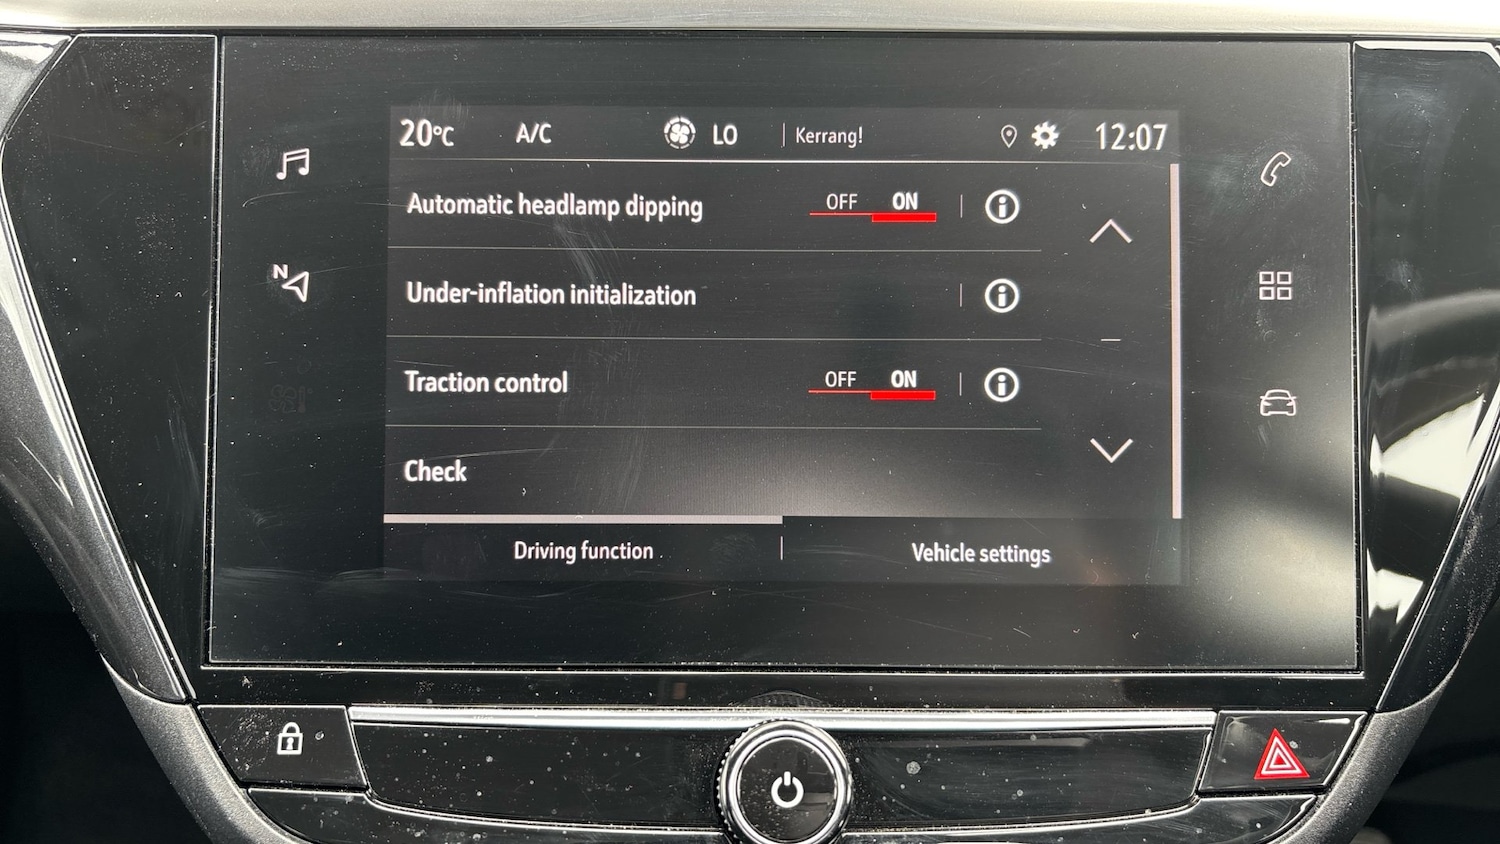 20°C A/C LO Kerrang! 12:07
Automatic headlamp dipping OFF ON
N
Under-inflation initialization
Traction control OFF ON
Check
Driving function Vehicle settings